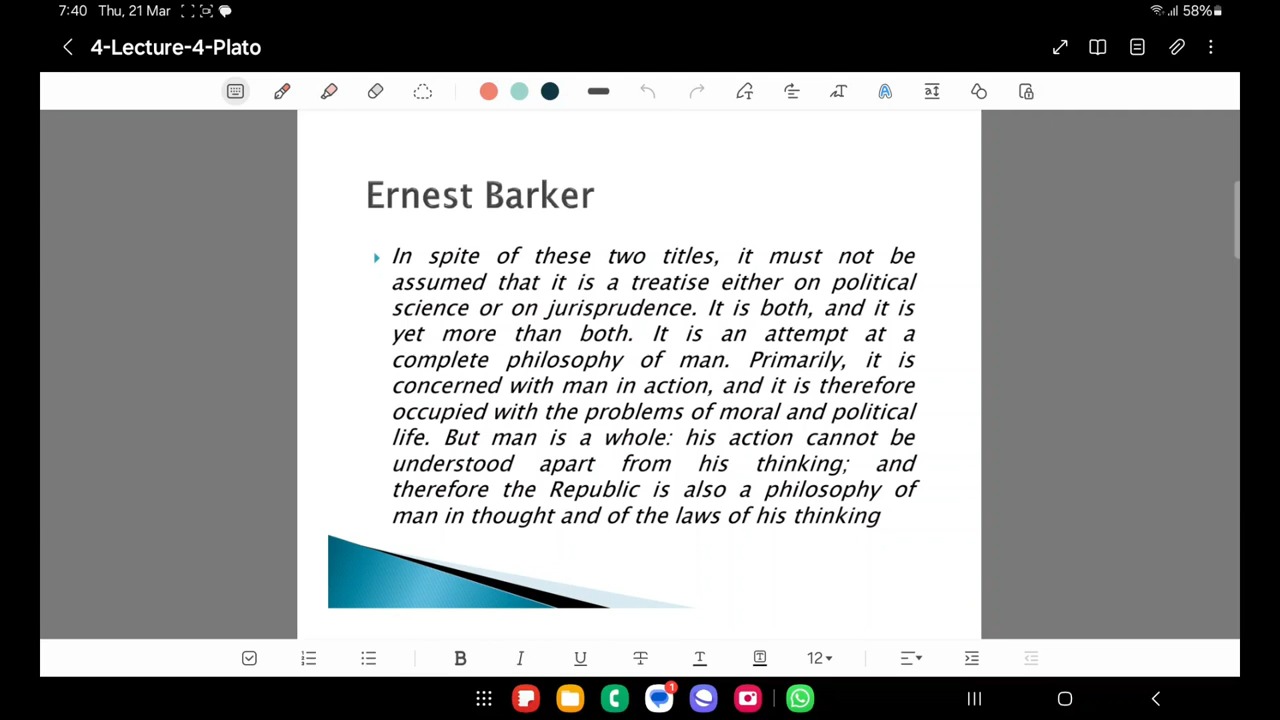 7:40 Thu, 21 Mar 58%
4-Lecture-4-Plato
Ernest Barker
In spite of these two titles, it must not be
assumed that it is a treatise either on political
science or on jurisprudence. It is both, and it is
yet more than both. It is an attempt at a
complete philosophy of man. Primarily, it is
concerned with man in action, and it is therefore
occupied with the problems of moral and political
life. But man is a whole: his action cannot be
understood apart from his thinking; and
therefore the Republic is also a philosophy of
man in thought and of the laws of his thinking
B I U T T T 12
1